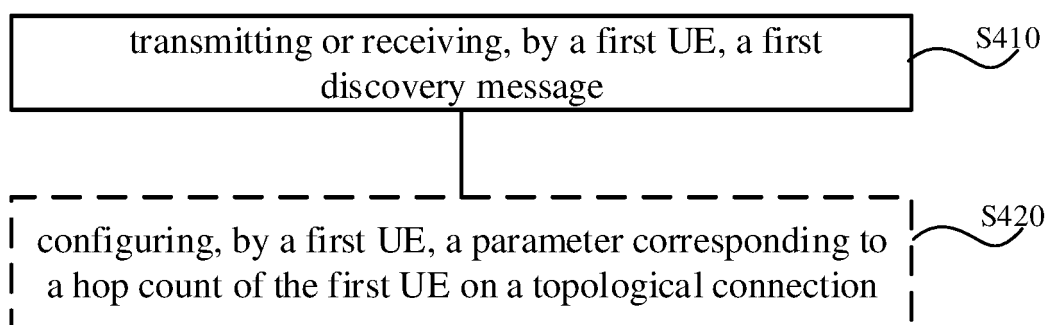 transmitting or receiving, by a first UE, a first
discovery message
S410
configuring, by a first UE, a parameter corresponding to
a hop count of the first UE on a topological connection
S420